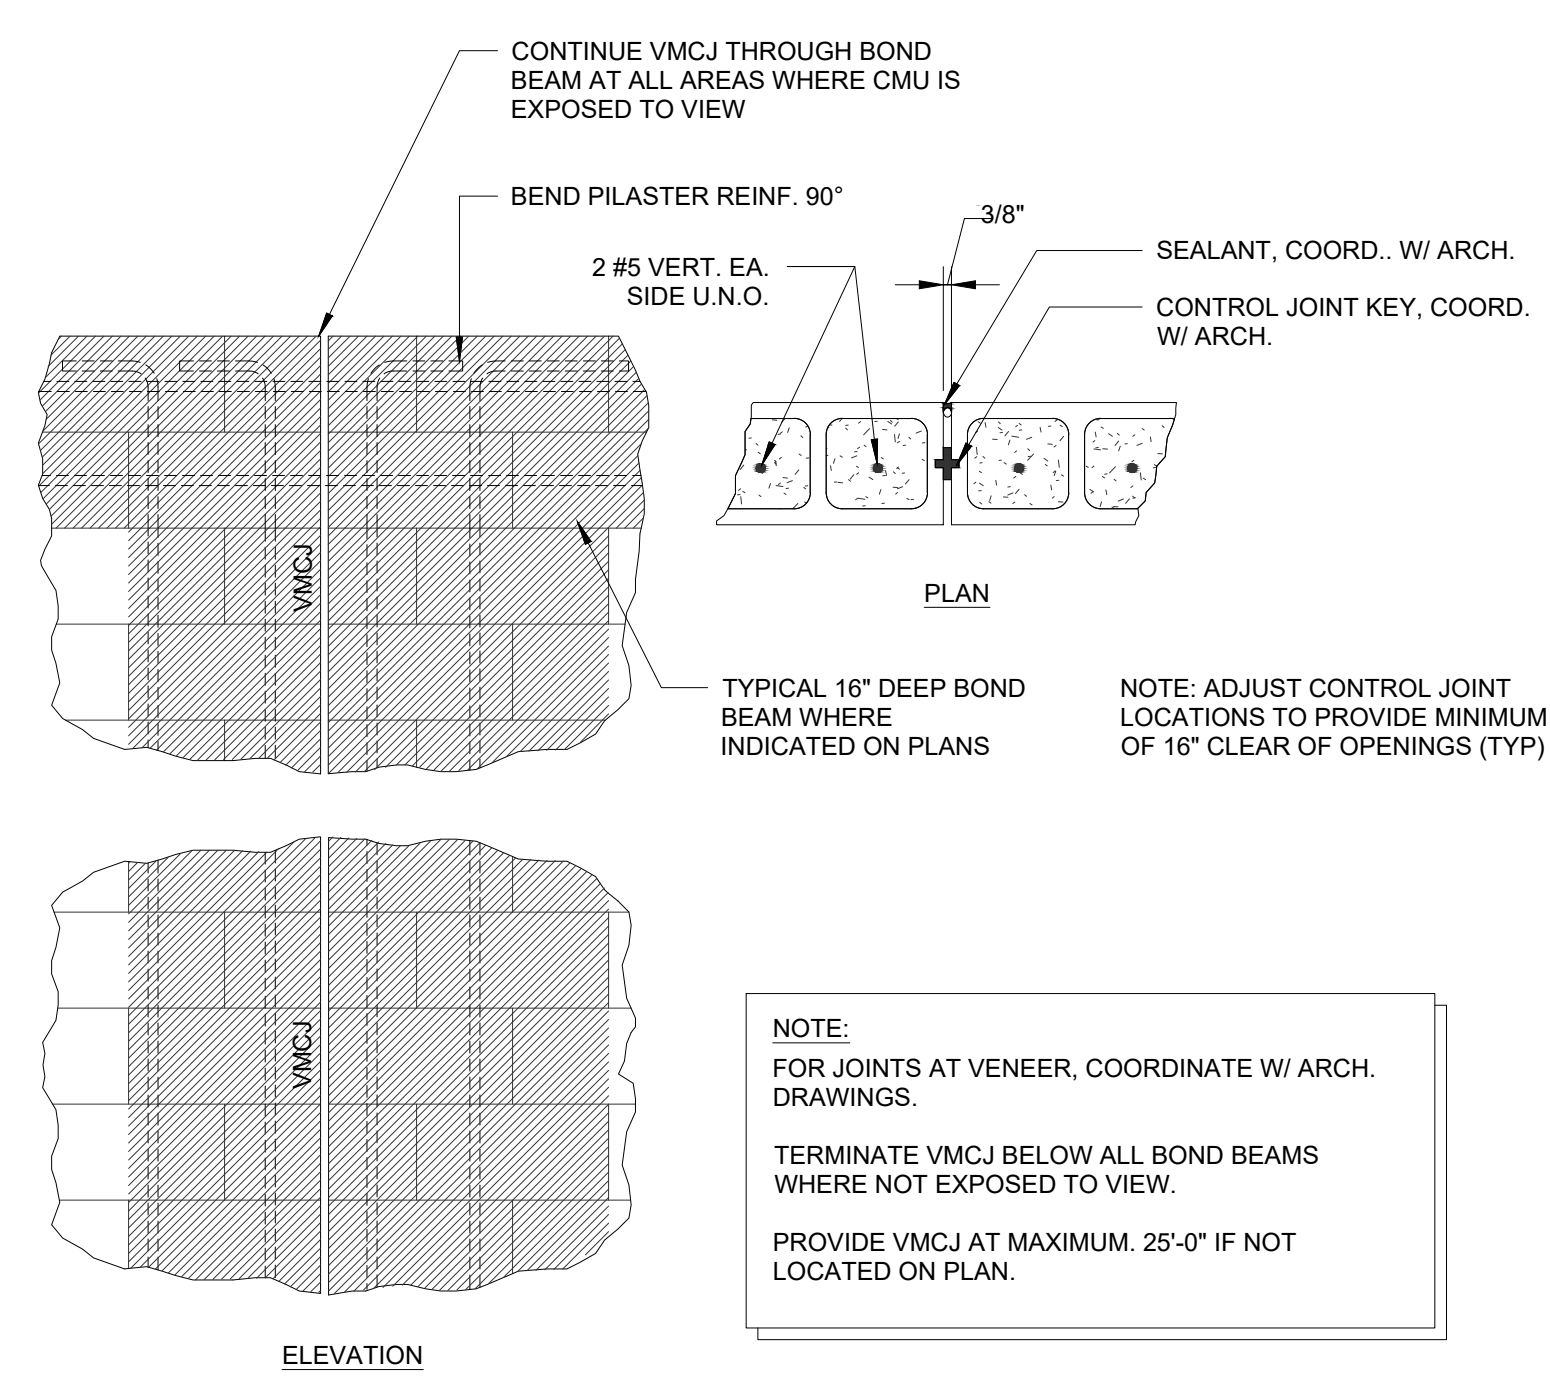 CONTINUE VMCJ THROUGH BOND
BEAM AT ALL AREAS WHERE CMU IS
EXPOSED TO VIEW
BEND PILASTER REINF. 90°
2 #5 VERT. EA.
SIDE U.N.O.
3/8"
SEALANT, COORD.. W/ ARCH.
CONTROL JOINT KEY, COORD.
W/ ARCH.
VMCJ
PLAN
TYPICAL 16" DEEP BOND
BEAM WHERE
INDICATED ON PLANS
NOTE: ADJUST CONTROL JOINT
LOCATIONS TO PROVIDE MINIMUM
OF 16" CLEAR OF OPENINGS (TYP)
VMCJ
ELEVATION
NOTE:
FOR JOINTS AT VENEER, COORDINATE W/ ARCH.
DRAWINGS.
TERMINATE VMCJ BELOW ALL BOND BEAMS
WHERE NOT EXPOSED TO VIEW.
PROVIDE VMCJ AT MAXIMUM. 25'-0" IF NOT
LOCATED ON PLAN.